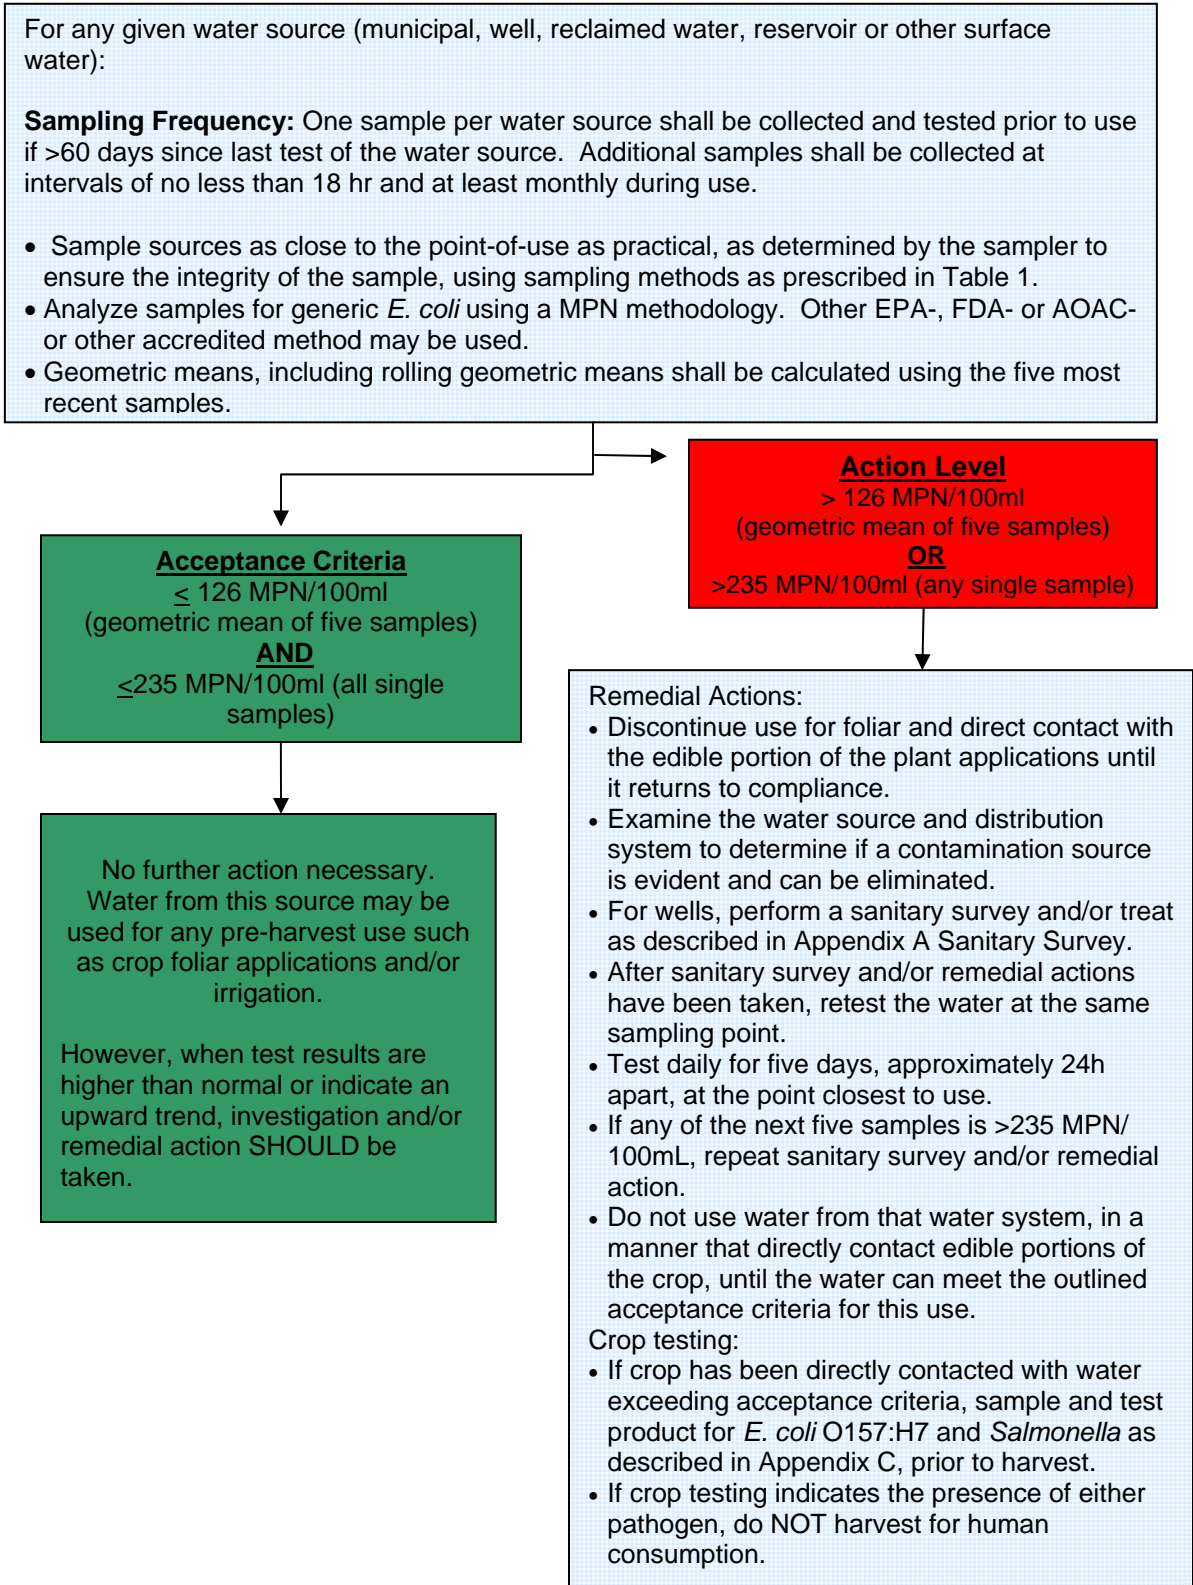 For any given water source (municipal, well, reclaimed water, reservoir or other surface
water):
Sampling Frequency: One sample per water source shall be collected and tested prior to use
if >60 days since last test of the water source.  Additional samples shall be collected at
intervals of no less than 18 hr and at least monthly during use.
• Sample sources as close to the point-of-use as practical, as determined by the sampler to
ensure the integrity of the sample, using sampling methods as prescribed in Table 1.
• Analyze samples for generic E. coli using a MPN methodology.  Other EPA-, FDA- or AOAC-
or other accredited method may be used.
• Geometric means, including rolling geometric means shall be calculated using the five most
recent samples.
Action Level
> 126 MPN/100ml
(geometric mean of five samples)
OR
>235 MPN/100ml (any single sample)
Acceptance Criteria
≤ 126 MPN/100ml
(geometric mean of five samples)
AND
≤235 MPN/100ml (all single
samples)
No further action necessary.
Water from this source may be
used for any pre-harvest use such
as crop foliar applications and/or
irrigation.
However, when test results are
higher than normal or indicate an
upward trend, investigation and/or
remedial action SHOULD be
taken.
Remedial Actions:
• Discontinue use for foliar and direct contact with
the edible portion of the plant applications until
it returns to compliance.
• Examine the water source and distribution
system to determine if a contamination source
is evident and can be eliminated.
• For wells, perform a sanitary survey and/or treat
as described in Appendix A Sanitary Survey.
• After sanitary survey and/or remedial actions
have been taken, retest the water at the same
sampling point.
• Test daily for five days, approximately 24h
apart, at the point closest to use.
• If any of the next five samples is >235 MPN/
100mL, repeat sanitary survey and/or remedial
action.
• Do not use water from that water system, in a
manner that directly contact edible portions of
the crop, until the water can meet the outlined
acceptance criteria for this use.
Crop testing:
• If crop has been directly contacted with water
exceeding acceptance criteria, sample and test
product for E. coli O157:H7 and Salmonella as
described in Appendix C, prior to harvest.
• If crop testing indicates the presence of either
pathogen, do NOT harvest for human
consumption.